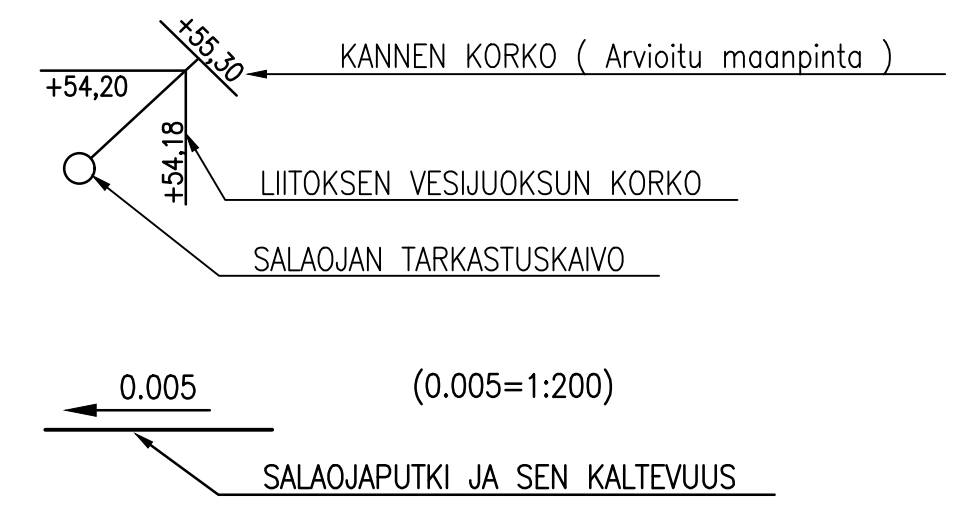 +55,30
KANNEN KORKO ( Arvioitu maanpinta )
+54,20
+54,18
LIITOKSEN VESIJUOKSUN KORKO
SALAOJAN TARKASTUSKAIVO
0.005
(0.005=1:200)
SALAOJAPUTKI JA SEN KALTEVUUS